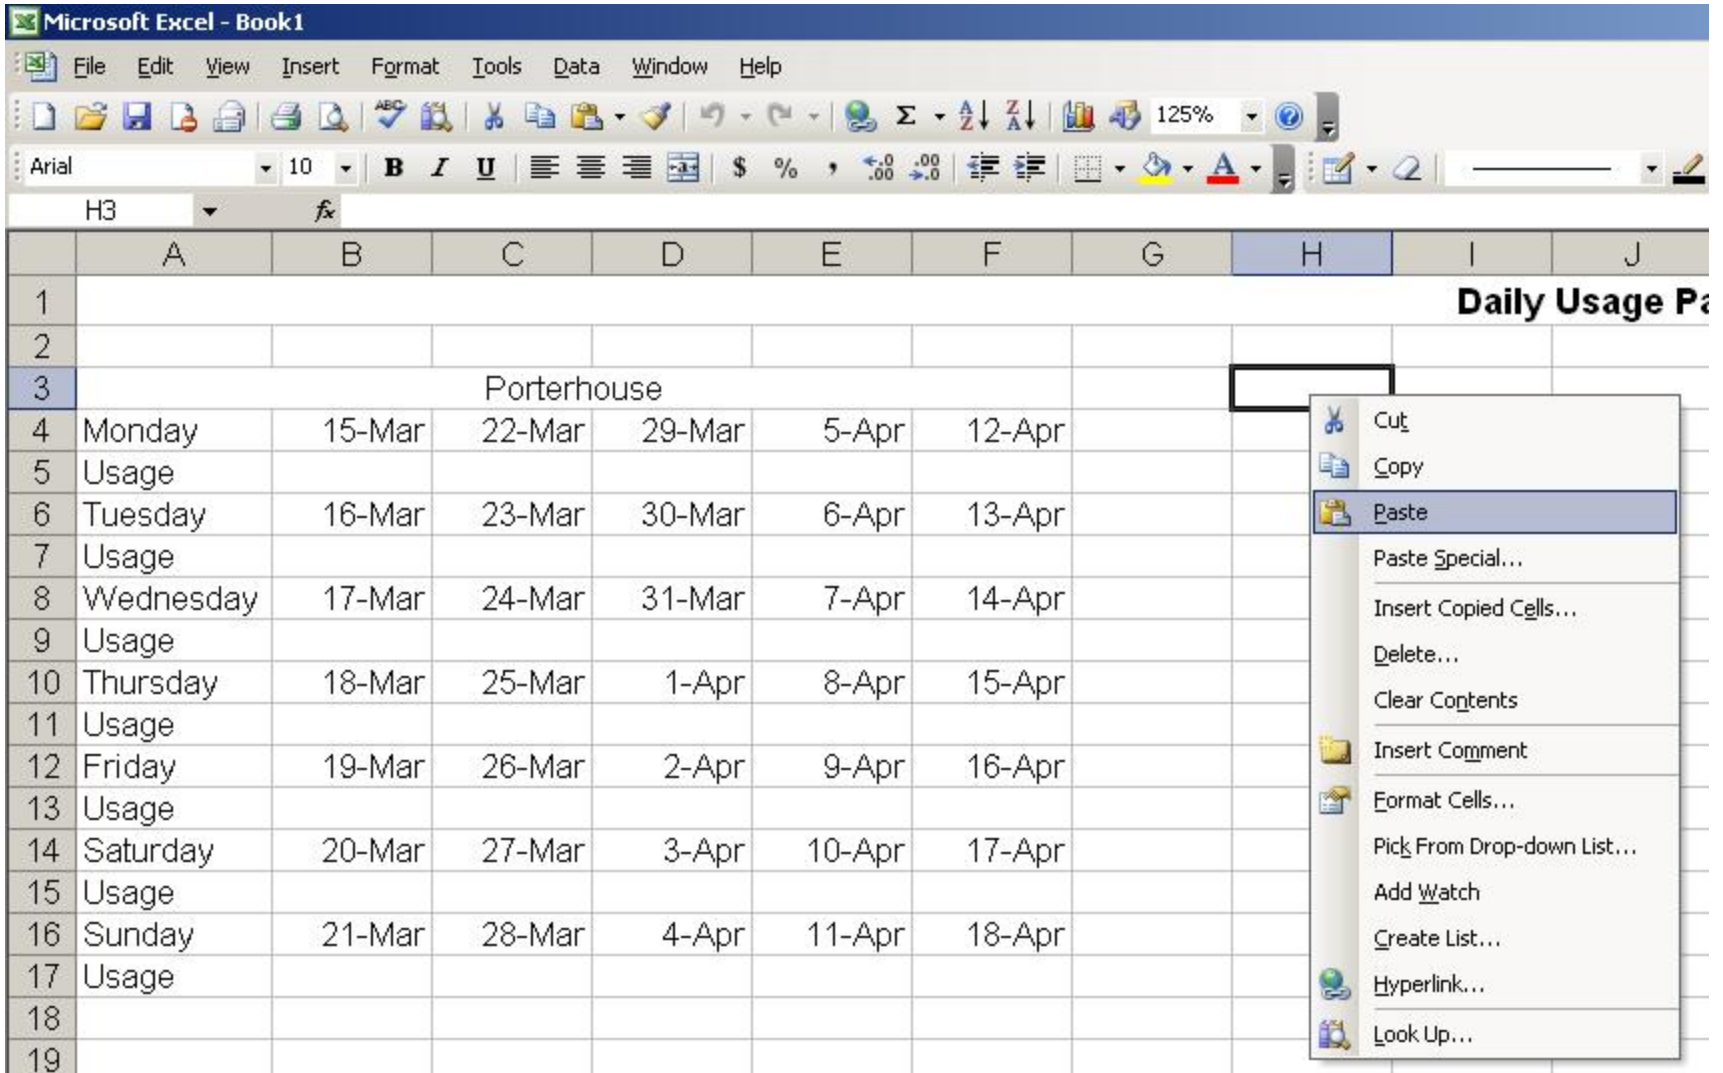 Microsoft Excel - Book1
File Edit View Insert Format Tools Data Window Help
ABC Σ A Z Z A 125%
Arial 10 B I U a $ % , .0 .00 .00 .0 A
H3 fx
A B C D E F G H I J
1 Daily Usage Pa
2
3 Porterhouse
4 Monday 15-Mar 22-Mar 29-Mar 5-Apr 12-Apr
5 Usage
6 Tuesday 16-Mar 23-Mar 30-Mar 6-Apr 13-Apr
7 Usage
8 Wednesday 17-Mar 24-Mar 31-Mar 7-Apr 14-Apr
9 Usage
10 Thursday 18-Mar 25-Mar 1-Apr 8-Apr 15-Apr
11 Usage
12 Friday 19-Mar 26-Mar 2-Apr 9-Apr 16-Apr
13 Usage
14 Saturday 20-Mar 27-Mar 3-Apr 10-Apr 17-Apr
15 Usage
16 Sunday 21-Mar 28-Mar 4-Apr 11-Apr 18-Apr
17 Usage
18
19
Cut
Copy
Paste
Paste Special...
Insert Copied Cells...
Delete...
Clear Contents
Insert Comment
Format Cells...
Pick From Drop-down List...
Add Watch
Create List...
Hyperlink...
Look Up...